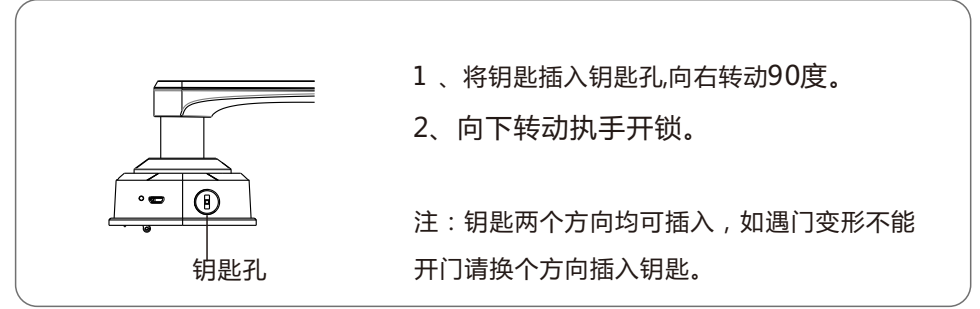 1 、将钥匙插入钥匙孔,向右转动90度。
2、向下转动执手开锁。
注：钥匙两个方向均可插入，如遇门变形不能
开门请换个方向插入钥匙。
钥匙孔